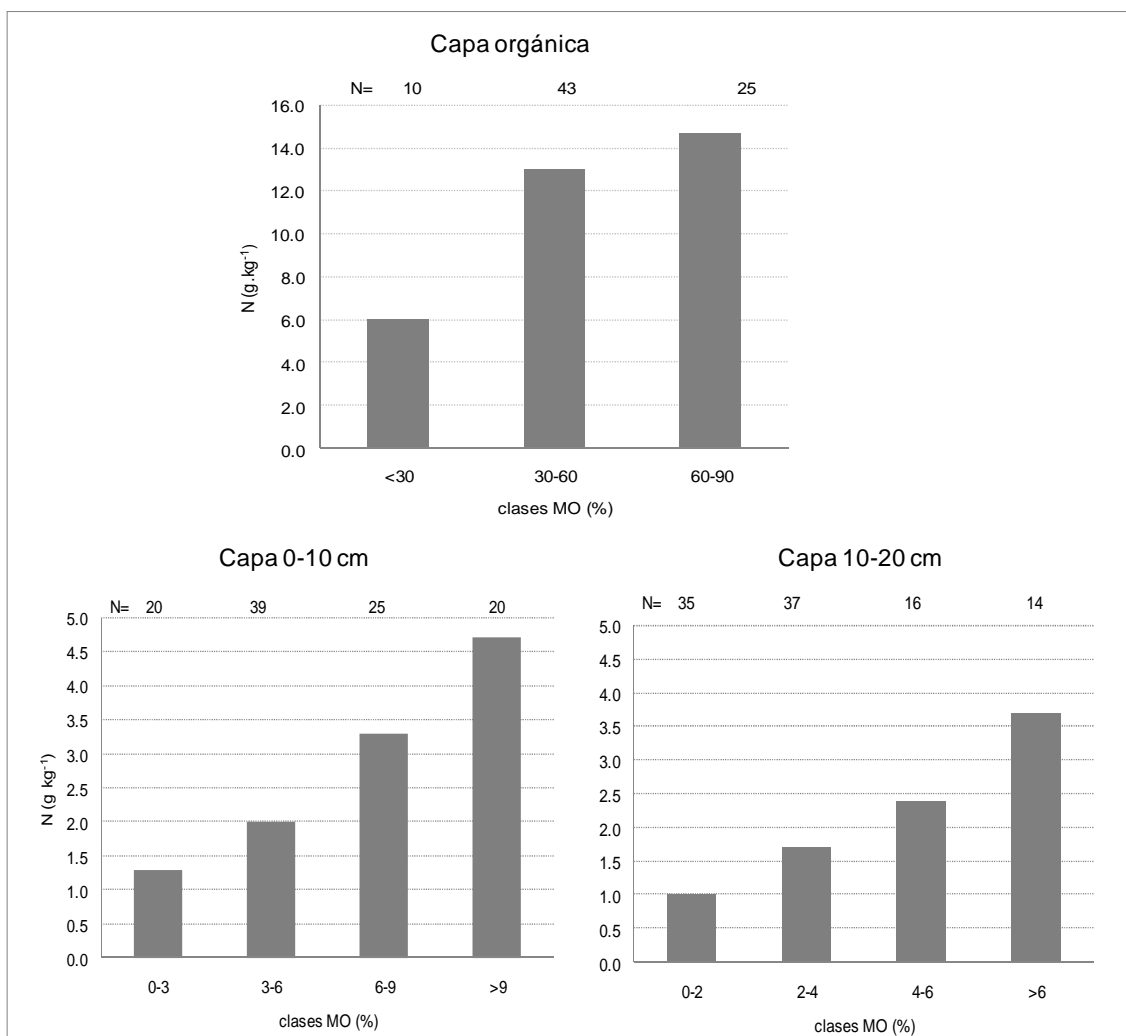 Capa orgánica
N= 10 43 25
16.0
14.0
12.0
10.0
8.0
6.0
4.0
2.0
0.0
N (g.kg-1)
<30 30-60 60-90
clases MO (%)
Capa 0-10 cm
N= 20 39 25 20
5.0
4.5
4.0
3.5
3.0
2.5
2.0
1.5
1.0
0.5
0.0
N (g kg-1)
0-3 3-6 6-9 >9
clases MO (%)
Capa 10-20 cm
N= 35 37 16 14
5.0
4.5
4.0
3.5
3.0
2.5
2.0
1.5
1.0
0.5
0.0
0-2 2-4 4-6 >6
clases MO (%)